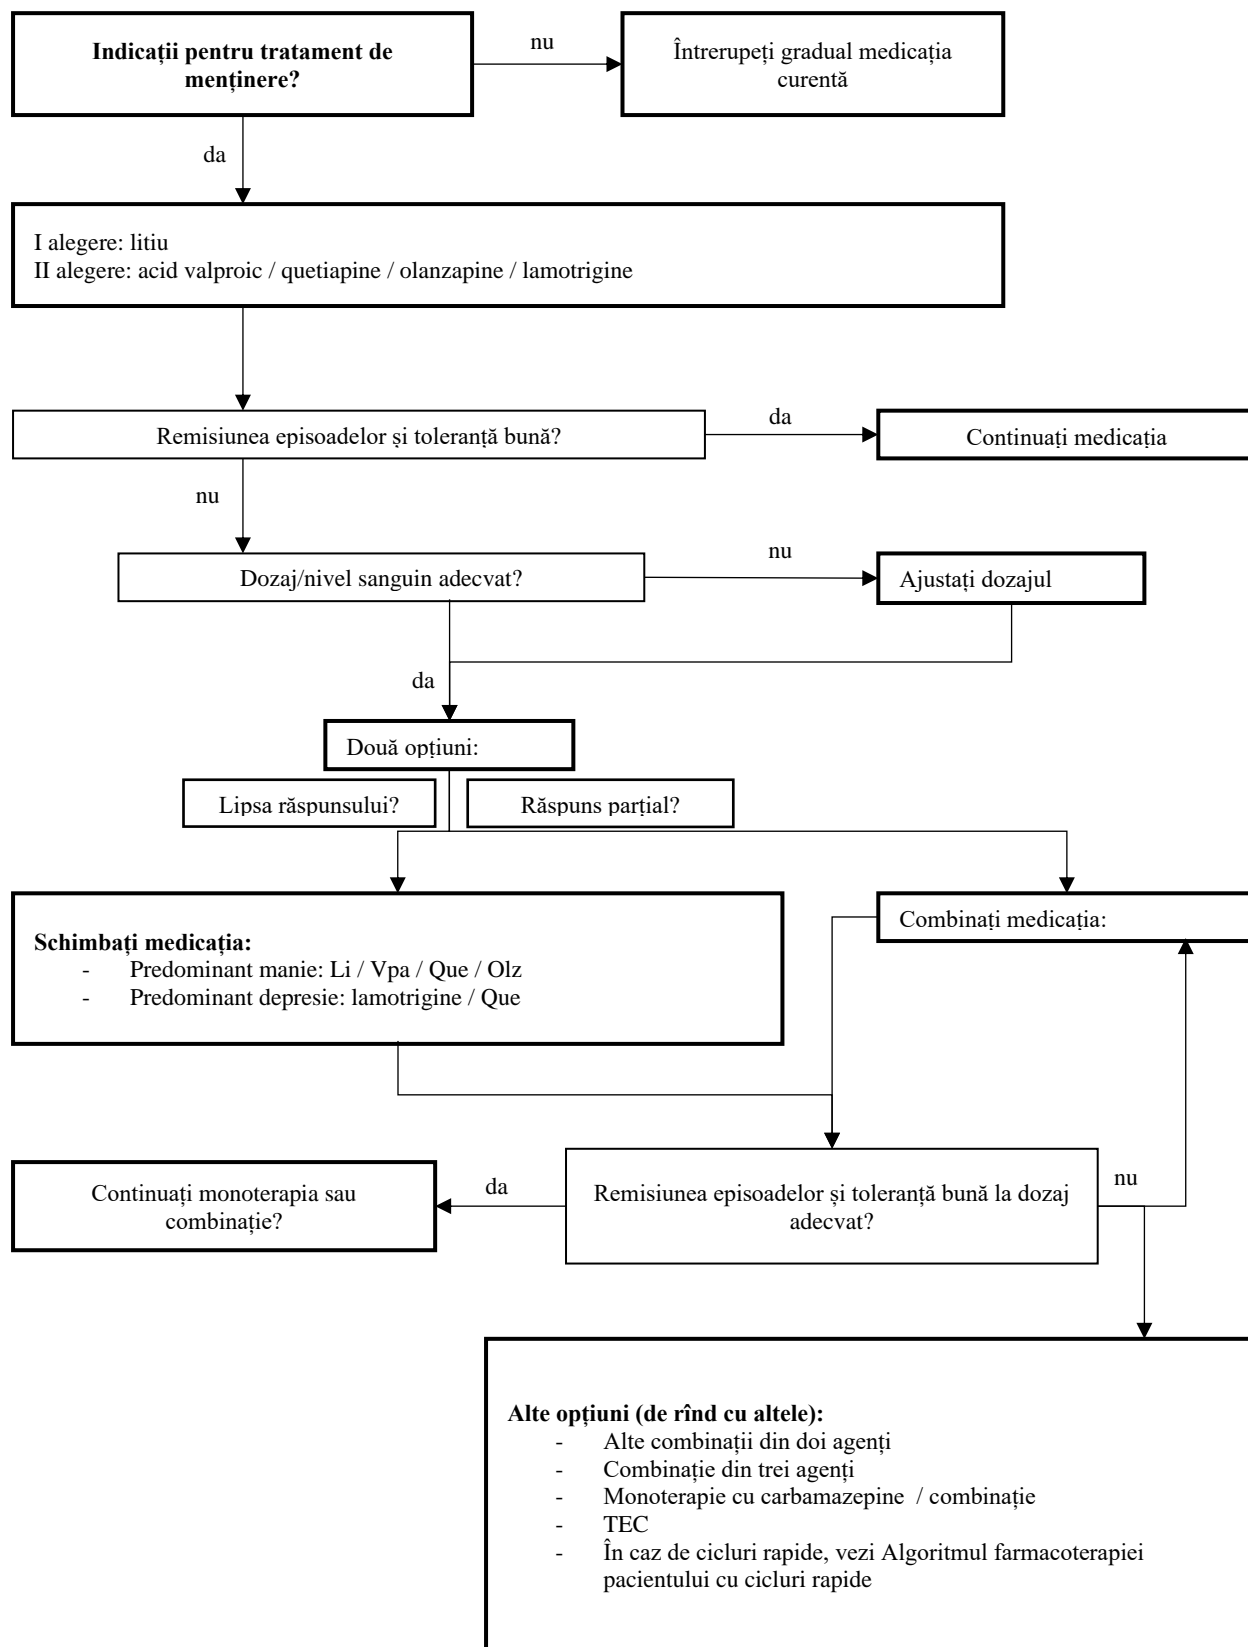 Indicații pentru tratament de
menținere?
nu
Întrerupeți gradual medicația
curentă
da
I alegere: litiu
II alegere: acid valproic / quetiapine / olanzapine / lamotrigine
Remisiunea episoadelor și toleranță bună?
da
Continuați medicația
nu
Dozaj/nivel sanguin adecvat?
nu
Ajustați dozajul
da
Două opțiuni:
Lipsa răspunsului?
Răspuns parțial?
Schimbați medicația:
- Predominant manie: Li / Vpa / Que / Olz
- Predominant depresie: lamotrigine / Que
Combinați medicația:
Continuați monoterapia sau
combinație?
da
Remisiunea episoadelor și toleranță bună la dozaj
adecvat?
nu
Alte opțiuni (de rînd cu altele):
- Alte combinații din doi agenți
- Combinație din trei agenți
- Monoterapie cu carbamazepine / combinație
- TEC
- În caz de cicluri rapide, vezi Algoritmul farmacoterapiei
pacientului cu cicluri rapide